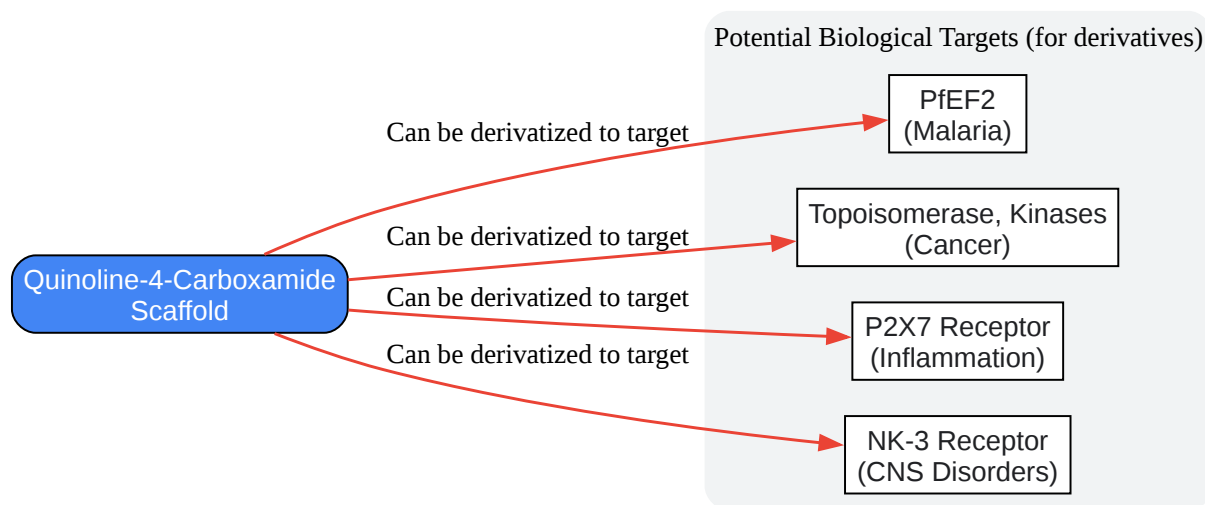 Potential Biological Targets (for derivatives)
PfEF2
(Malaria)
Can be derivatized to target
Topoisomerase, Kinases
(Cancer)
Can be derivatized to target
Quinoline-4-Carboxamide
Scaffold
Can be derivatized to target
P2X7 Receptor
(Inflammation)
Can be derivatized to target
NK-3 Receptor
(CNS Disorders)